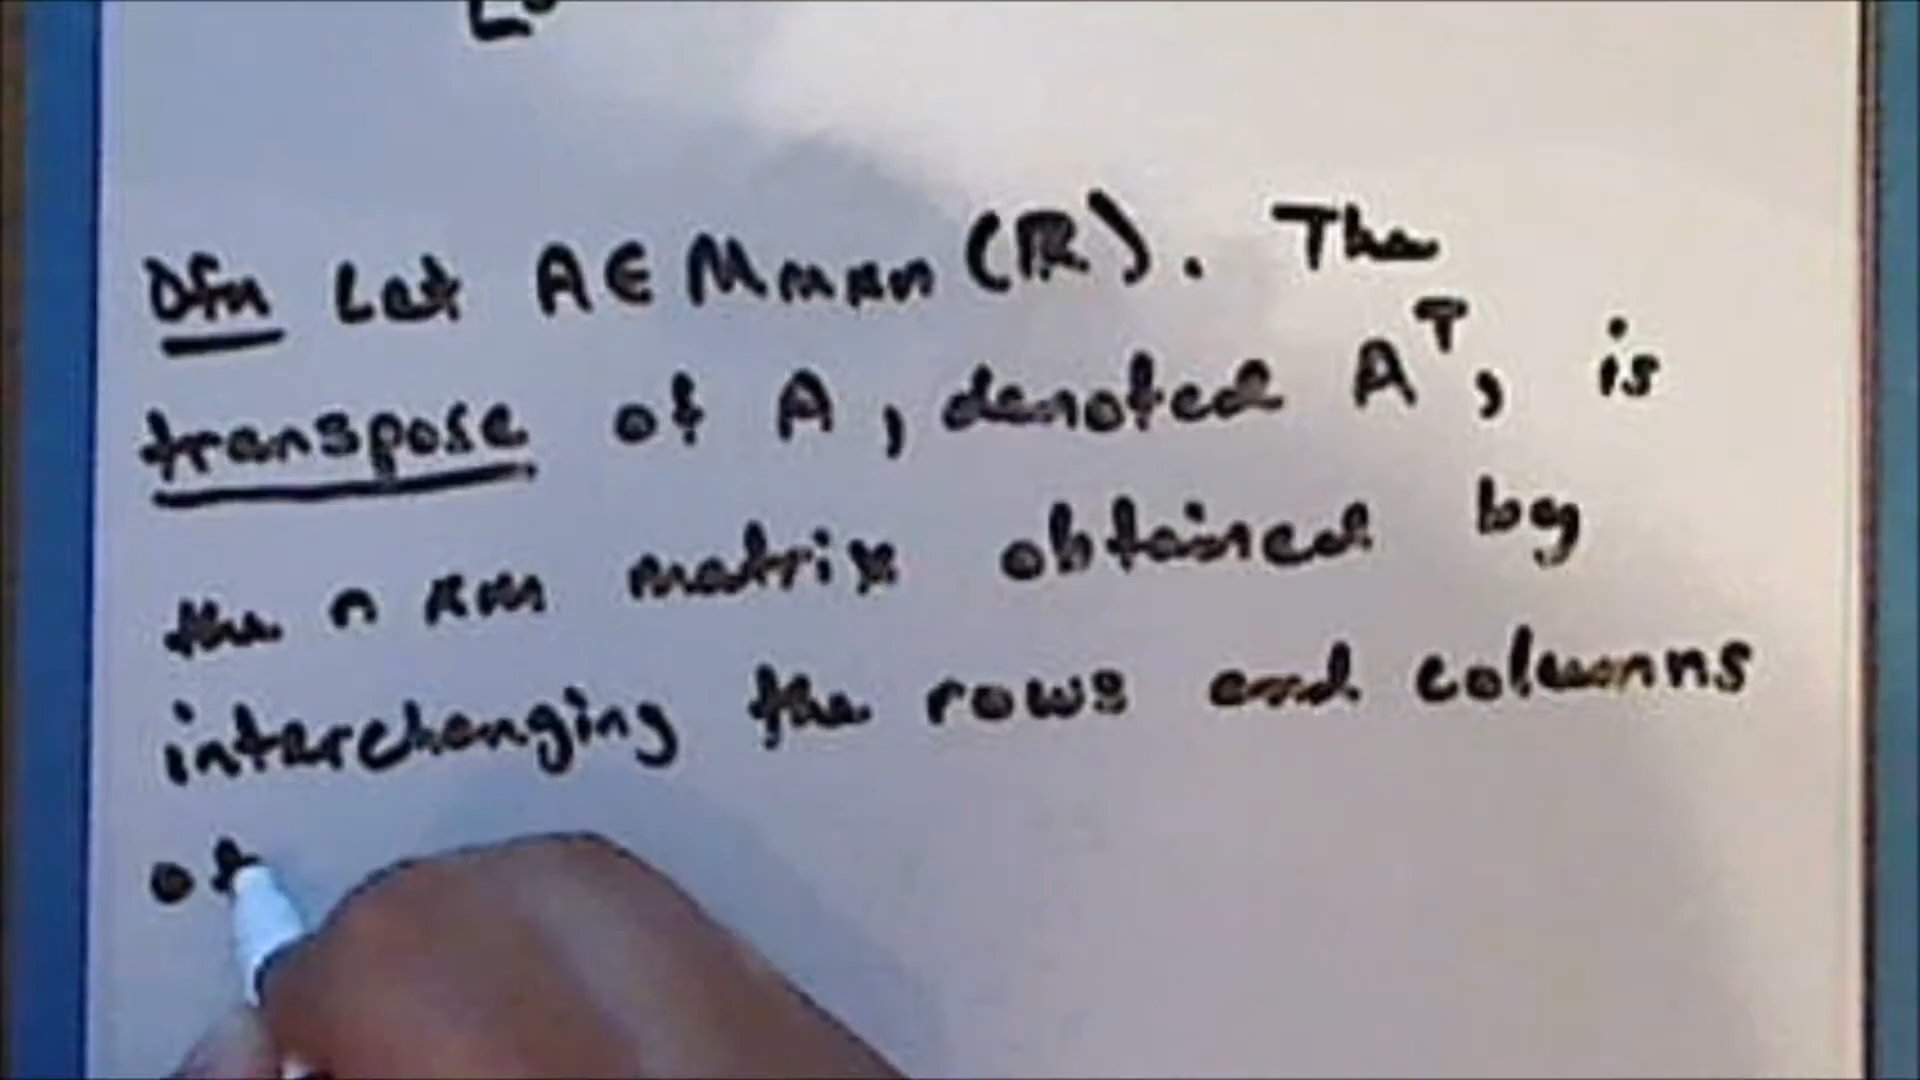 Dfn Let A∈Mmxn (ℝ). The
transpose of A, denoted Aᵀ, is
the n xm matrix obtained by
interchanging the rows and columns
of